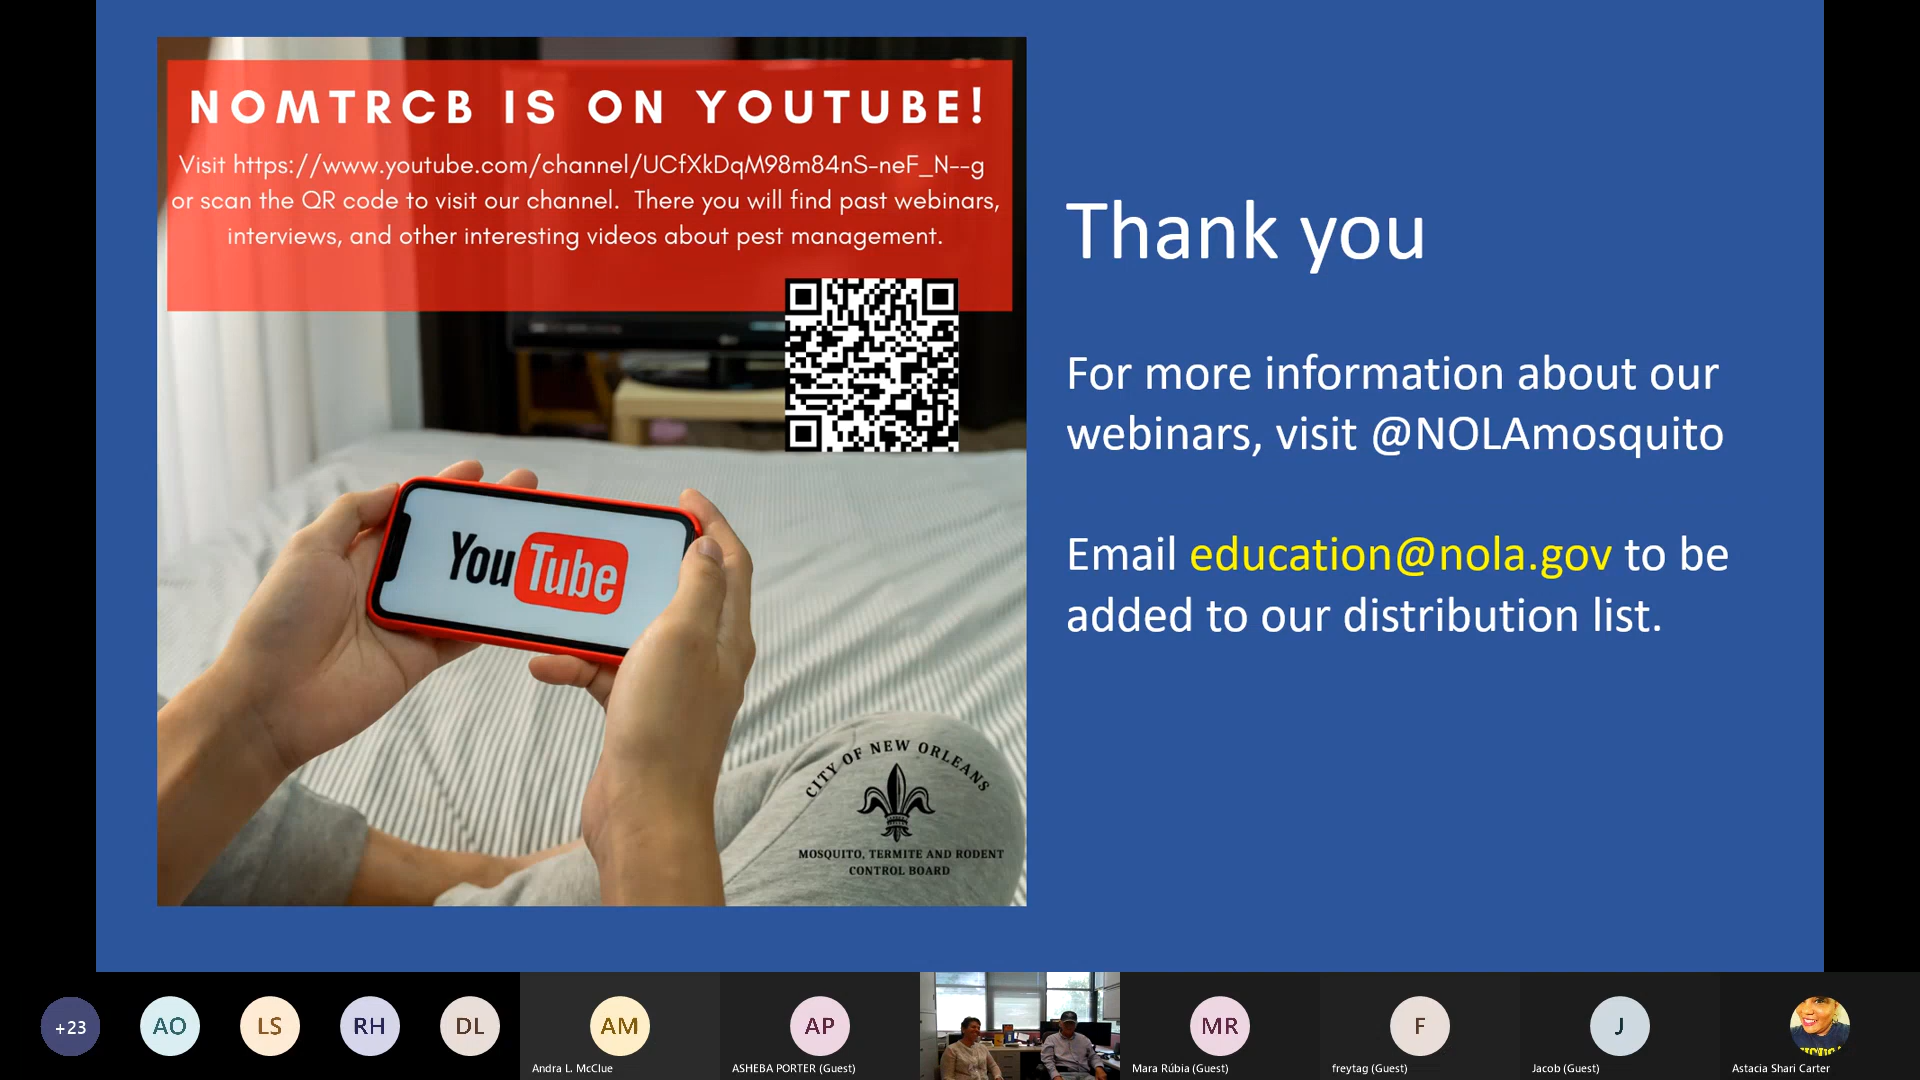 NOMTRCB IS ON YOUTUBE!
Visit https://www.youtube.com/channel/UCfXkDqM98m84nS-neF_N--g
or scan the QR code to visit our channel.  There you will find past webinars,
interviews, and other interesting videos about pest management.
YouTube
CITY OF NEW ORLEANS
MOSQUITO, TERMITE AND RODENT
CONTROL BOARD
Thank you
For more information about our
webinars, visit @NOLAmosquito
Email education@nola.gov to be
added to our distribution list.
+23
AO
LS
RH
DL
AM
Andra L. McClue
AP
ASHEBA PORTER (Guest)
MR
Mara Rúbia (Guest)
F
freytag (Guest)
J
Jacob (Guest)
Astacia Shari Carter